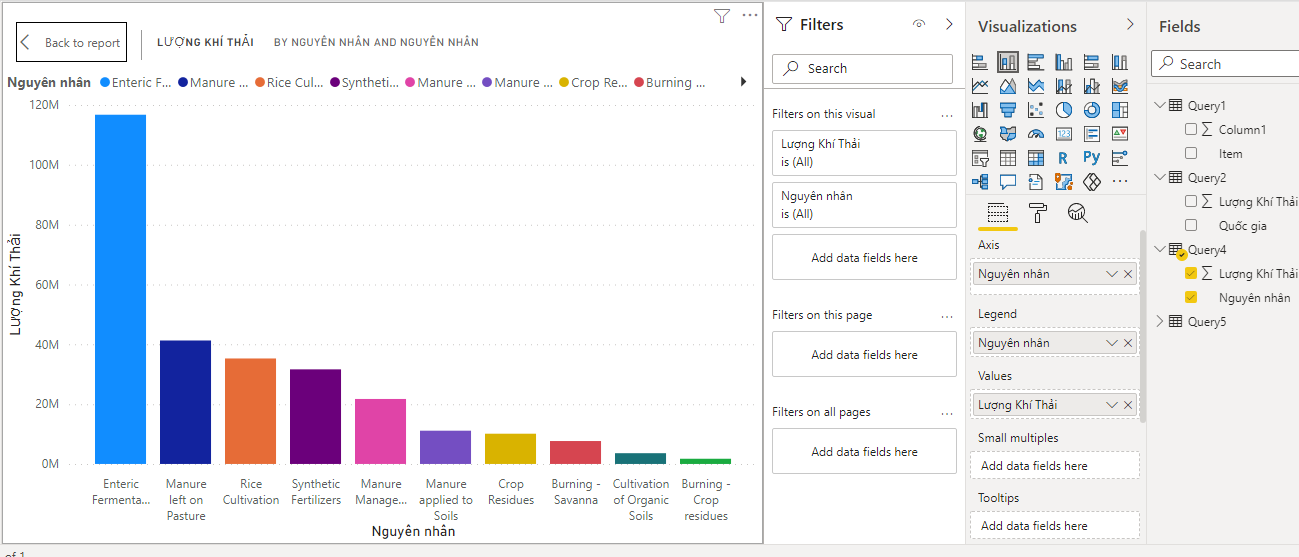 Back to report
LƯỢNG KHÍ THẢI BY NGUYÊN NHÂN AND NGUYÊN NHÂN
Nguyên nhân Enteric F... Manure ... Rice Cul... Syntheti... Manure ... Manure ... Crop Re... Burning ...
120M
100M
80M
60M
40M
20M
0M
Lượng Khí Thải
Enteric Fermenta...
Manure left on Pasture
Rice Cultivation
Synthetic Fertilizers
Manure Manage...
Manure applied to Soils
Crop Residues
Burning - Savanna
Cultivation of Organic Soils
Burning - Crop residues
Nguyên nhân
of 1
Filters
Search
Filters on this visual ...
Lượng Khí Thải
is (All)
Nguyên nhân
is (All)
Add data fields here
Filters on this page ...
Add data fields here
Filters on all pages ...
Add data fields here
Visualizations
123
R Py
...
Axis
Nguyên nhân
Legend
Nguyên nhân
Values
Lượng Khí Thải
Small multiples
Add data fields here
Tooltips
Add data fields here
Fields
Search
Query1
∑ Column1
Item
Query2
∑ Lượng Khí Thải
Quốc gia
Query4
∑ Lượng Khí Thải
Nguyên nhân
Query5